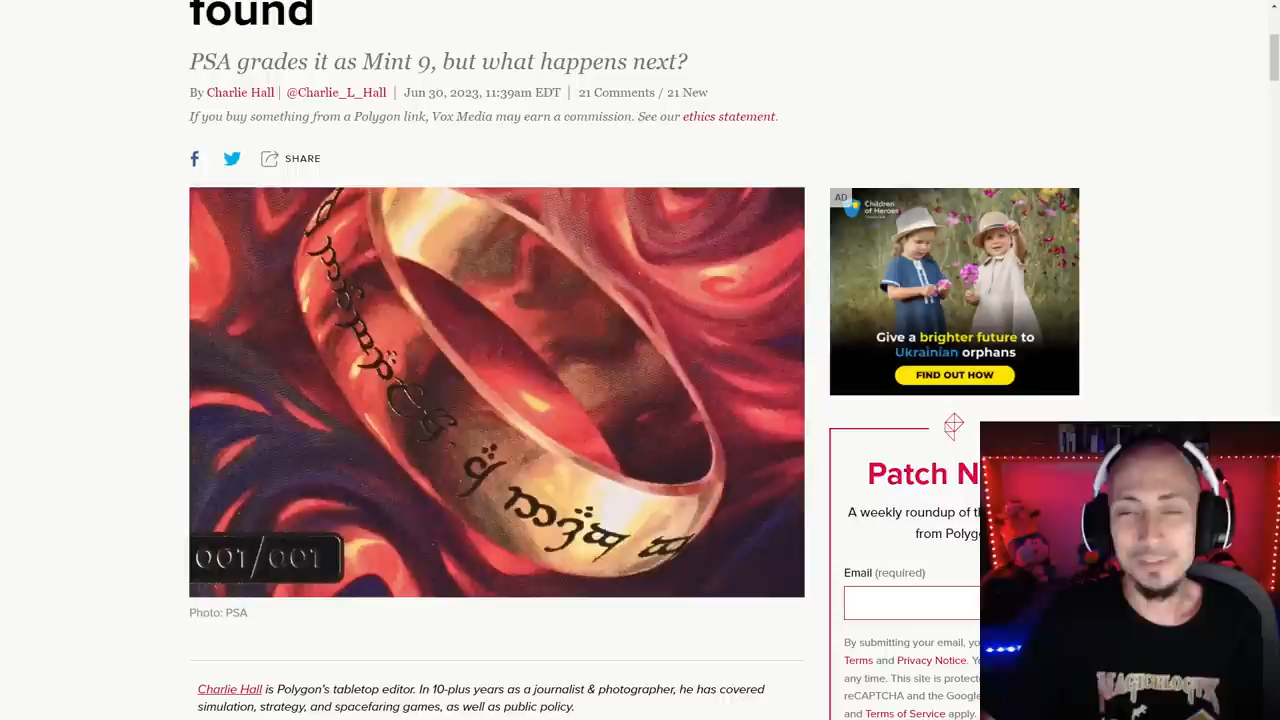 found
PSA grades it as Mint 9, but what happens next?
By Charlie Hall | @Charlie_L_Hall | Jun 30, 2023, 11:39am EDT | 21 Comments / 21 New
If you buy something from a Polygon link, Vox Media may earn a commission. See our ethics statement.
SHARE
001/001
Photo: PSA
Charlie Hall is Polygon's tabletop editor. In 10-plus years as a journalist & photographer, he has covered
simulation, strategy, and spacefaring games, as well as public policy.
AD
Children
of Heroes
Give a brighter future to
Ukrainian orphans
FIND OUT HOW
Patch N
A weekly roundup of th
from Polyg
Email (required)
By submitting your email, yo
Terms and Privacy Notice. Y
any time. This site is protect
reCAPTCHA and the Google
and Terms of Service apply.